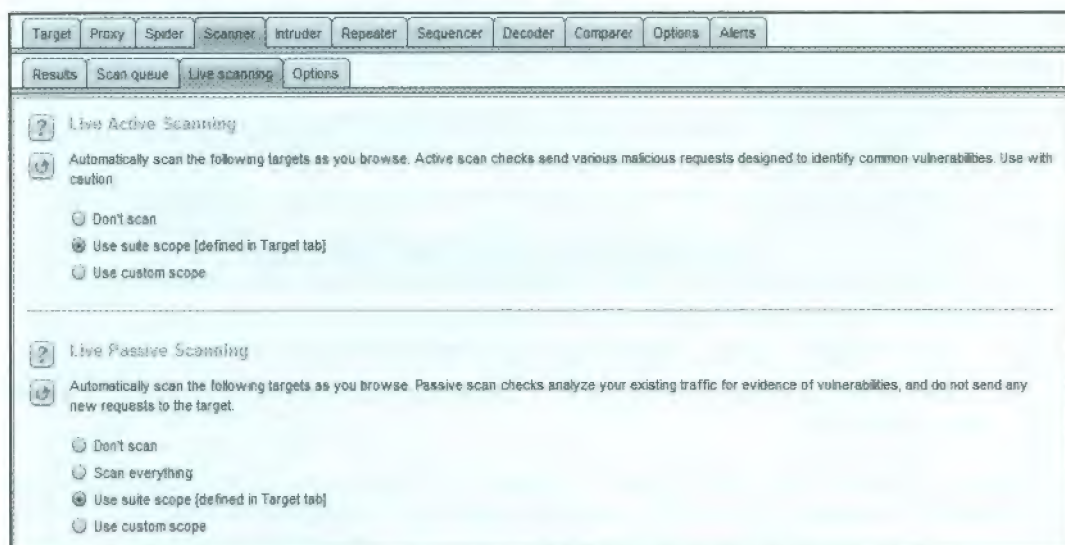 Target Proxy Spider Scanner Intruder Repeater Sequencer Decoder Comparer Options Alerts
Results Scan queue Live scanning Options
? Live Active Scanning
Automatically scan the following targets as you browse. Active scan checks send various malicious requests designed to identify common vulnerabilities. Use with
caution
Don't scan
Use suite scope [defined in Target tab]
Use custom scope
? Live Passive Scanning
Automatically scan the following targets as you browse. Passive scan checks analyze your existing traffic for evidence of vulnerabilities, and do not send any
new requests to the target.
Don't scan
Scan everything
Use suite scope [defined in Target tab]
Use custom scope